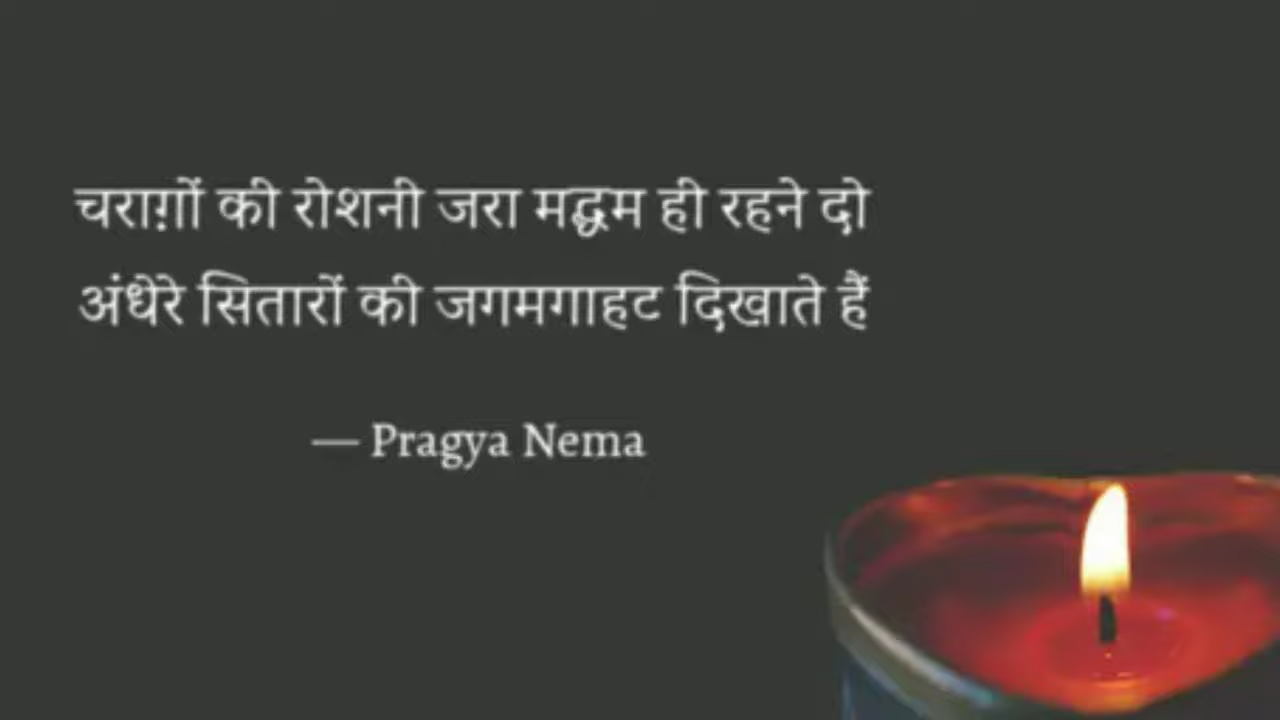 चराग़ों की रोशनी जरा मद्धम ही रहने दो
अंधेरे सितारों की जगमगाहट दिखाते हैं
— Pragya Nema